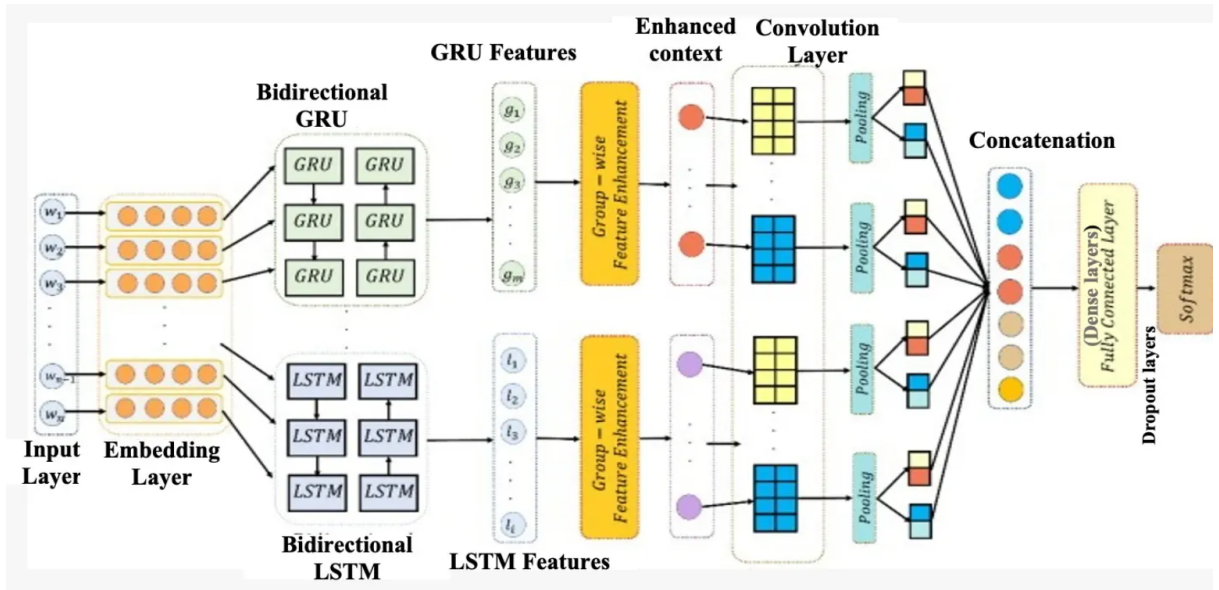 Enhanced
context
Convolution
Layer
GRU Features
Bidirectional
GRU
g1
g2
g3
gm
GRU
GRU
GRU
GRU
GRU
GRU
Group-wise
Feature Enhancement
Pooling
Pooling
Concatenation
w1
w2
w3
wn-1
wn
Input
Layer
Embedding
Layer
LSTM
LSTM
LSTM
LSTM
LSTM
LSTM
Bidirectional
LSTM
l1
l2
l3
li
LSTM Features
Group-wise
Feature Enhancement
Pooling
Pooling
(Dense layers)
Fully Connected Layer
Dropout layers
Softmax